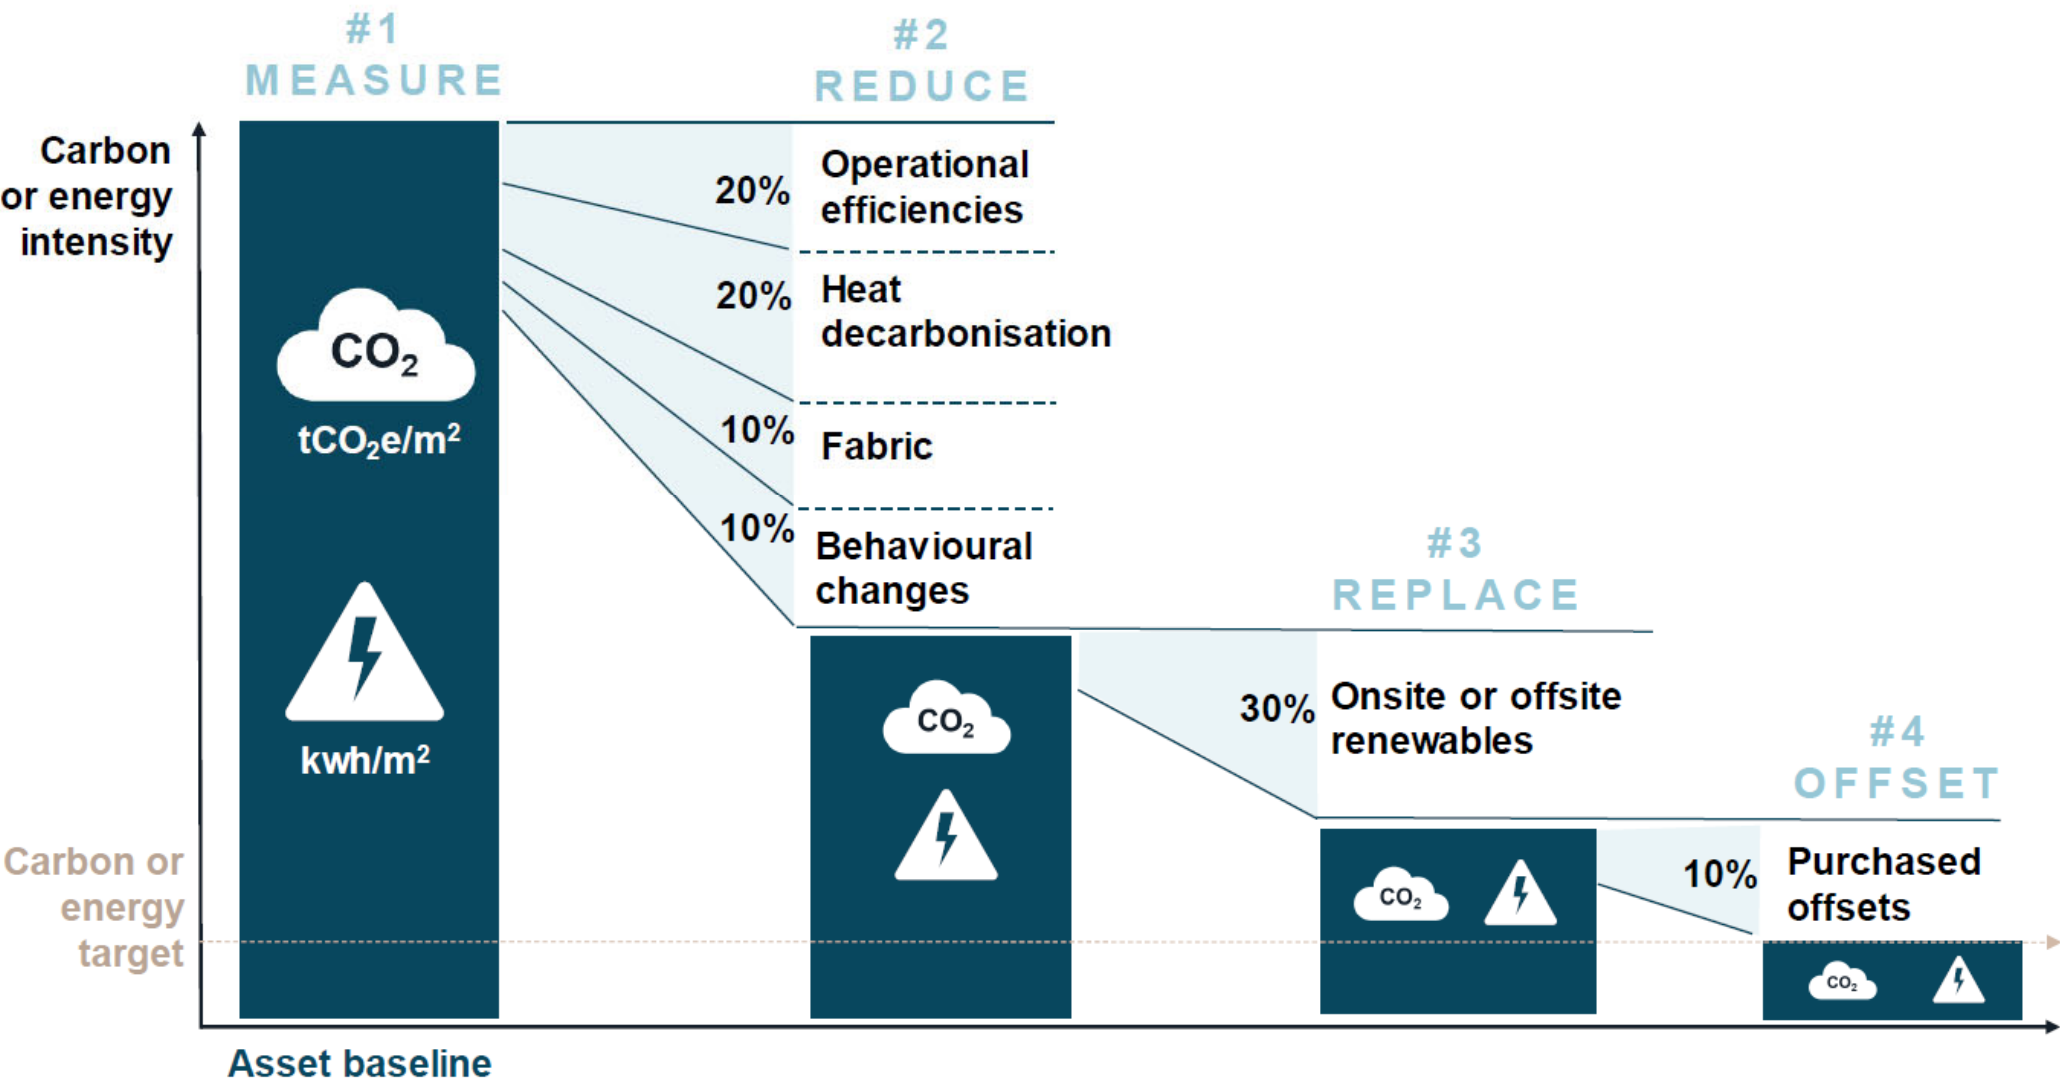 #1
MEASURE
#2
REDUCE
Carbon
or energy
intensity
CO₂
tCO₂e/m²
kwh/m²
20%
Operational
efficiencies
20%
Heat
decarbonisation
10%
Fabric
10%
Behavioural
changes
CO₂
#3
REPLACE
30%
Onsite or offsite
renewables
CO₂
#4
OFFSET
10%
Purchased
offsets
CO₂
Carbon or
energy
target
Asset baseline